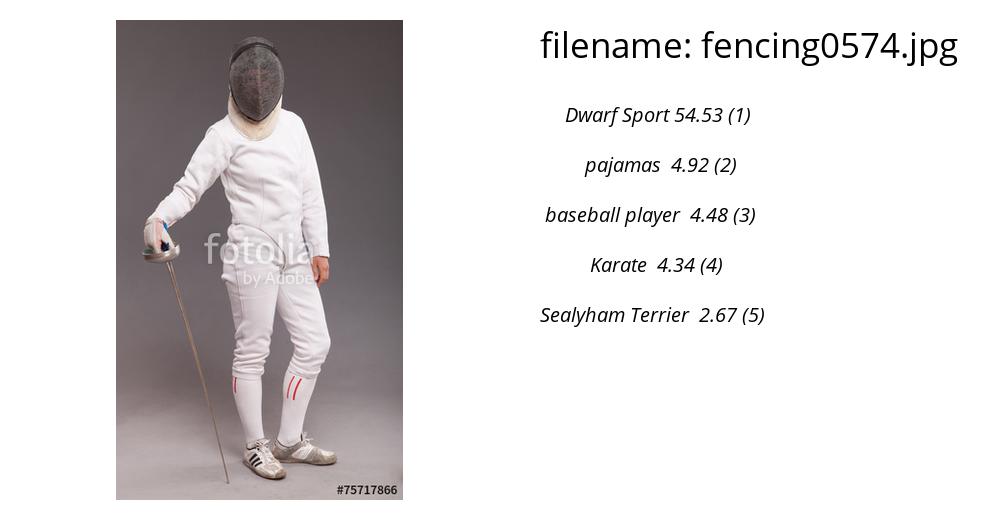 filename: fencing0574.jpg
Dwarf Sport 54.53 (1)
pajamas 4.92 (2)
baseball player 4.48 (3)
Karate 4.34 (4)
Sealyham Terrier 2.67 (5)
fotolia
by Adobe
#75717866